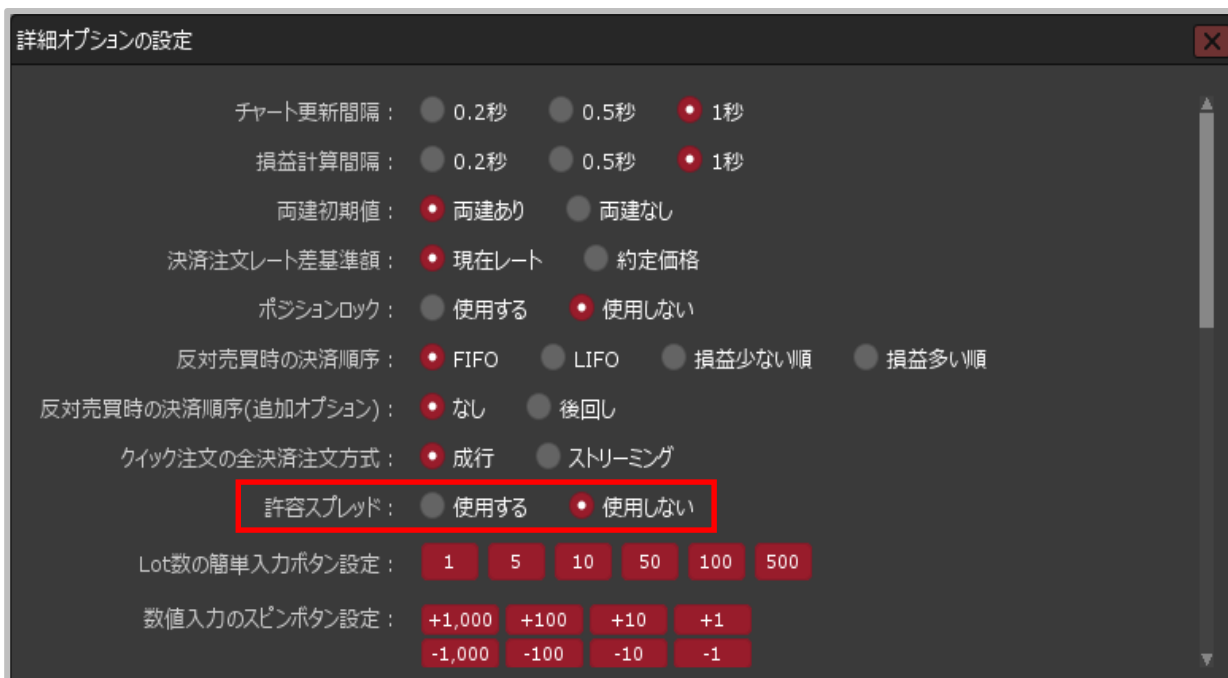 詳細オプションの設定
チャート更新間隔： 0.2秒 0.5秒 1秒
損益計算間隔： 0.2秒 0.5秒 1秒
両建初期値： 両建あり 両建なし
決済注文レート差基準額： 現在レート 約定価格
ポジションロック： 使用する 使用しない
反対売買時の決済順序： FIFO LIFO 損益少ない順 損益多い順
反対売買時の決済順序(追加オプション)： なし 後回し
クイック注文の全決済注文方式： 成行 ストリーミング
許容スプレッド： 使用する 使用しない
Lot数の簡単入力ボタン設定： 1 5 10 50 100 500
数値入力のスピンボタン設定： +1,000 +100 +10 +1
-1,000 -100 -10 -1